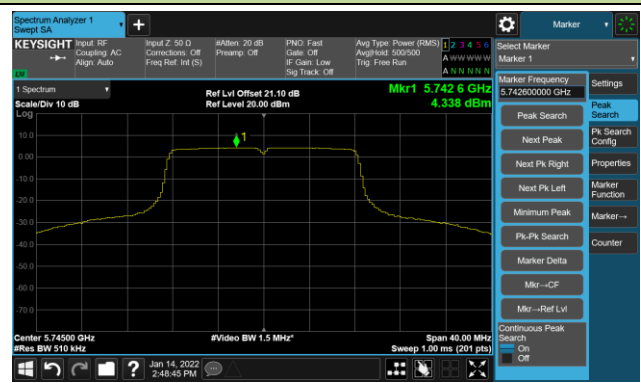 Spectrum Analyzer 1
Swept SA
Marker
KEYSIGHT
Input: RF
Coupling: AC
Align: Auto
Input Z: 50 Ω
Corrections: Off
Freq Ref: Int (S)
#Atten: 20 dB
Preamp: Off
PNO: Fast
Gate: Off
IF Gain: Low
Sig Track: Off
Avg Type: Power (RMS)
Avg|Hold: 500/500
Trig: Free Run
1 2 3 4 5 6
A W W W W W
A N N N N N
Select Marker
Marker 1
1 Spectrum
Scale/Div 10 dB
Log
Ref Lvl Offset 21.10 dB
Ref Level 20.00 dBm
Mkr1 5.742 6 GHz
4.338 dBm
1
10.0
0.00
-10.0
-20.0
-30.0
-40.0
-50.0
-60.0
-70.0
Center 5.74500 GHz
#Res BW 510 kHz
#Video BW 1.5 MHz*
Span 40.00 MHz
Sweep 1.00 ms (201 pts)
Marker Frequency
5.742600000 GHz
Peak Search
Next Peak
Next Pk Right
Next Pk Left
Minimum Peak
Pk-Pk Search
Marker Delta
Mkr→CF
Mkr→Ref Lvl
Continuous Peak
Search
On
Off
Settings
Peak
Search
Pk Search
Config
Properties
Marker
Function
Marker→
Counter
?
Jan 14, 2022
2:48:45 PM